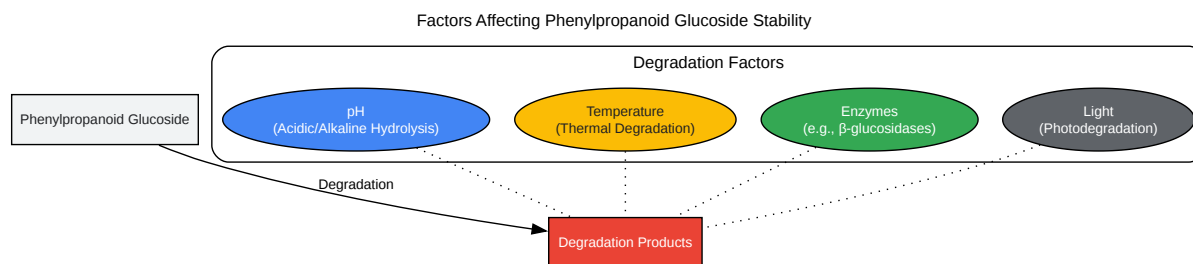 Factors Affecting Phenylpropanoid Glucoside Stability
Degradation Factors
Phenylpropanoid Glucoside
pH
(Acidic/Alkaline Hydrolysis)
Temperature
(Thermal Degradation)
Enzymes
(e.g., β-glucosidases)
Light
(Photodegradation)
Degradation
Degradation Products